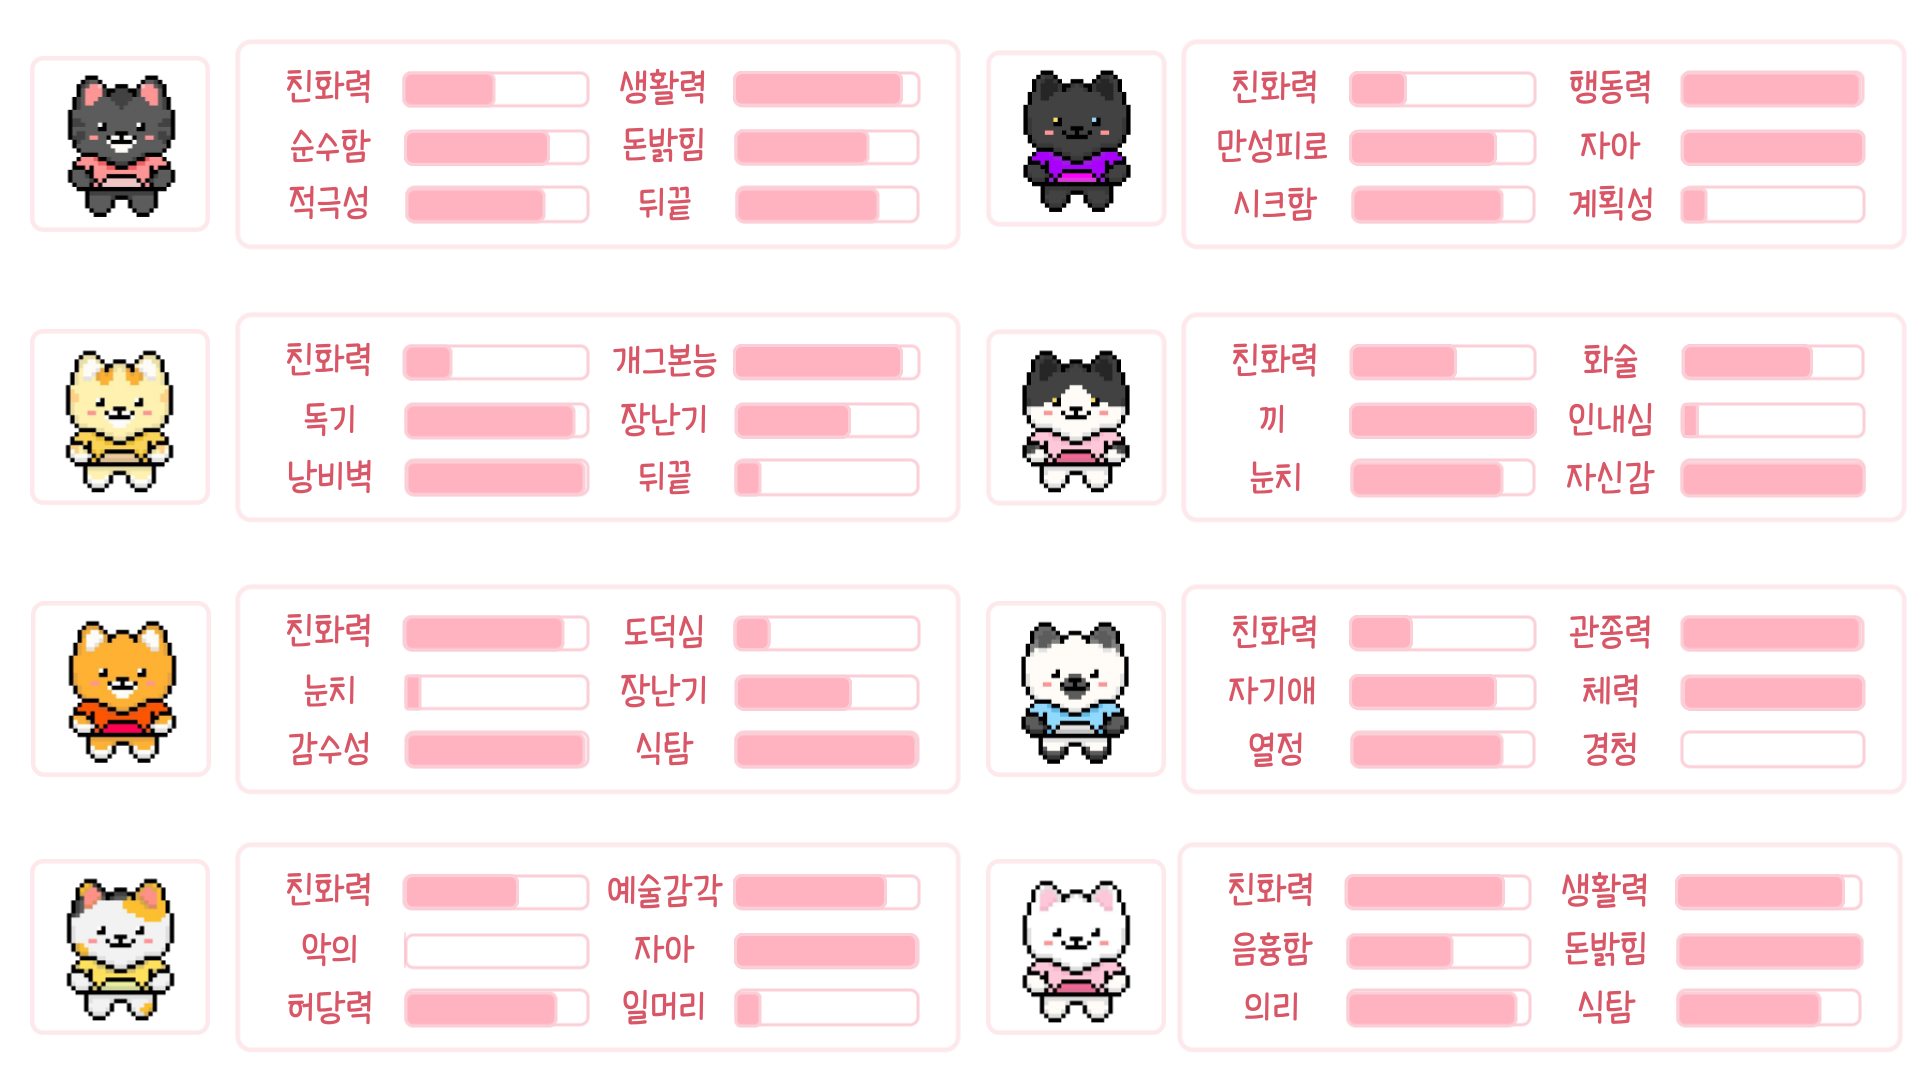 친화력 생활력
순수함 돈밝힘
적극성 뒤끝
친화력 행동력
만성피로 자아
시크함 계획성
친화력 개그본능
독기 장난기
낭비벽 뒤끝
친화력 화술
끼 인내심
눈치 자신감
친화력 도덕심
눈치 장난기
감수성 식탐
친화력 관종력
자기애 체력
열정 경청
친화력 예술감각
악의 자아
허당력 일머리
친화력 생활력
음흉함 돈밝힘
의리 식탐